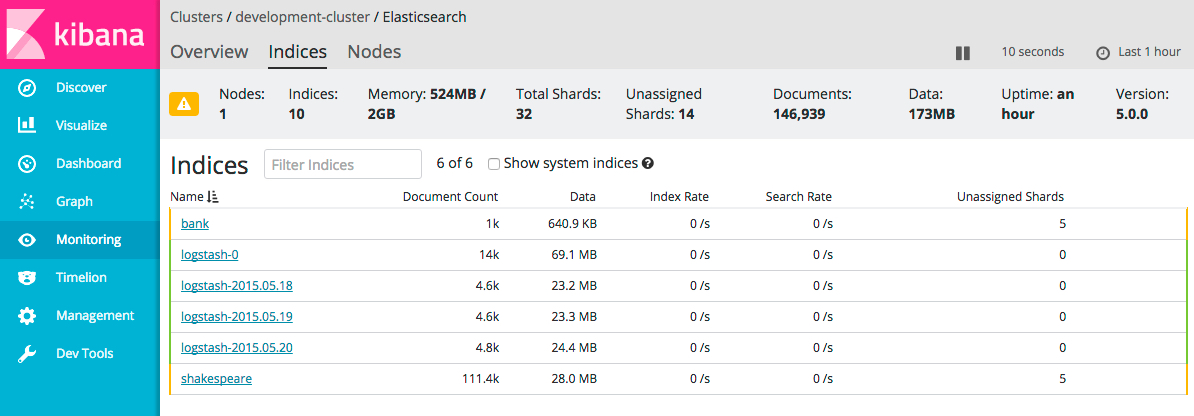 kibana
Discover
Visualize
Dashboard
Graph
Monitoring
Timelion
Management
Dev Tools
Clusters / development-cluster / Elasticsearch
Overview Indices Nodes 10 seconds Last 1 hour
Nodes: Indices: Memory: 524MB / Total Shards: Unassigned Documents: Data: Uptime: an Version:
1 10 2GB 32 Shards: 14 146,939 173MB hour 5.0.0
Indices Filter Indices 6 of 6 Show system indices
Name Document Count Data Index Rate Search Rate Unassigned Shards
bank 1k 640.9 KB 0 /s 0 /s 5
logstash-0 14k 69.1 MB 0 /s 0 /s 0
logstash-2015.05.18 4.6k 23.2 MB 0 /s 0 /s 0
logstash-2015.05.19 4.6k 23.3 MB 0 /s 0 /s 0
logstash-2015.05.20 4.8k 24.4 MB 0 /s 0 /s 0
shakespeare 111.4k 28.0 MB 0 /s 0 /s 5